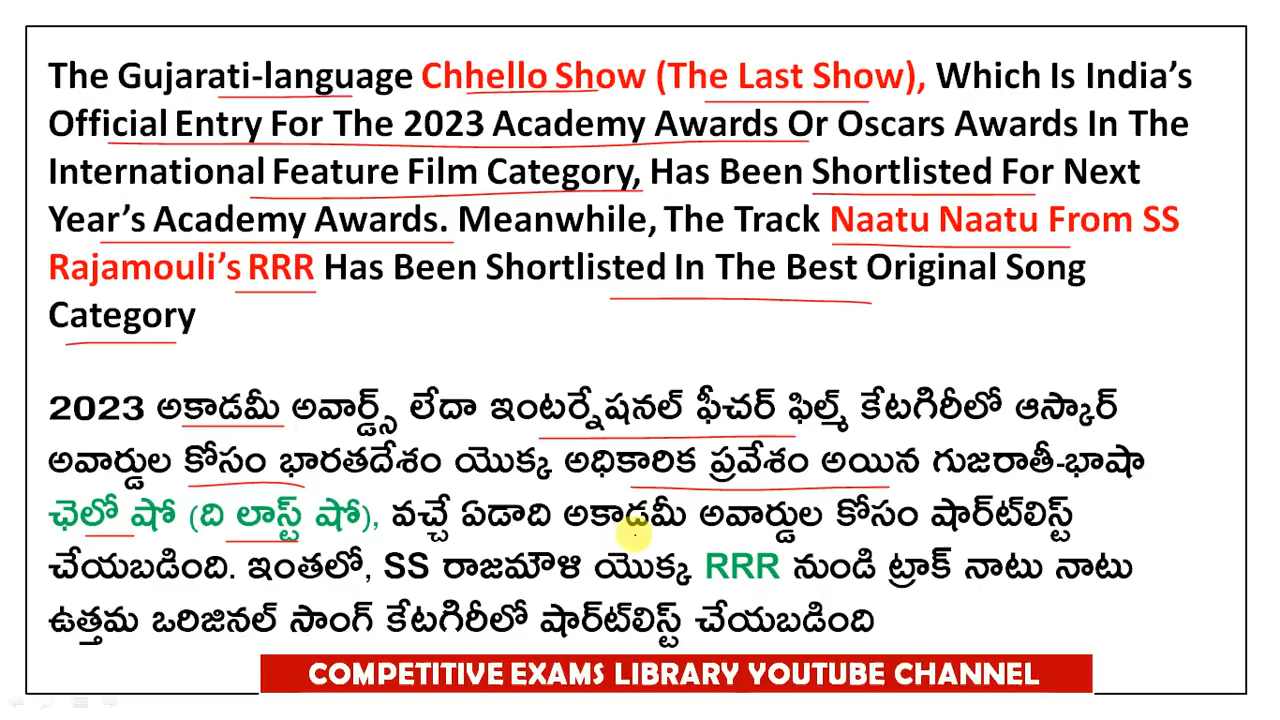 The Gujarati-language Chhello Show (The Last Show), Which Is India’s
Official Entry For The 2023 Academy Awards Or Oscars Awards In The
International Feature Film Category, Has Been Shortlisted For Next
Year’s Academy Awards. Meanwhile, The Track Naatu Naatu From SS
Rajamouli’s RRR Has Been Shortlisted In The Best Original Song
Category
2023 అకాడమీ అవార్డ్స్ లేదా ఇంటర్నేషనల్ ఫీచర్ ఫిల్మ్ కేటగిరీలో ఆస్కార్
అవార్డుల కోసం భారతదేశం యొక్క అధికారిక ప్రవేశం అయిన గుజరాతీ-భాషా
ఛెలో షో (ది లాస్ట్ షో), వచ్చే ఏడాది అకాడమీ అవార్డుల కోసం షార్ట్‌లిస్ట్
చేయబడింది. ఇంతలో, SS రాజమౌళి యొక్క RRR నుండి ట్రాక్ నాటు నాటు
ఉత్తమ ఒరిజినల్ సాంగ్ కేటగిరీలో షార్ట్‌లిస్ట్ చేయబడింది
COMPETITIVE EXAMS LIBRARY YOUTUBE CHANNEL